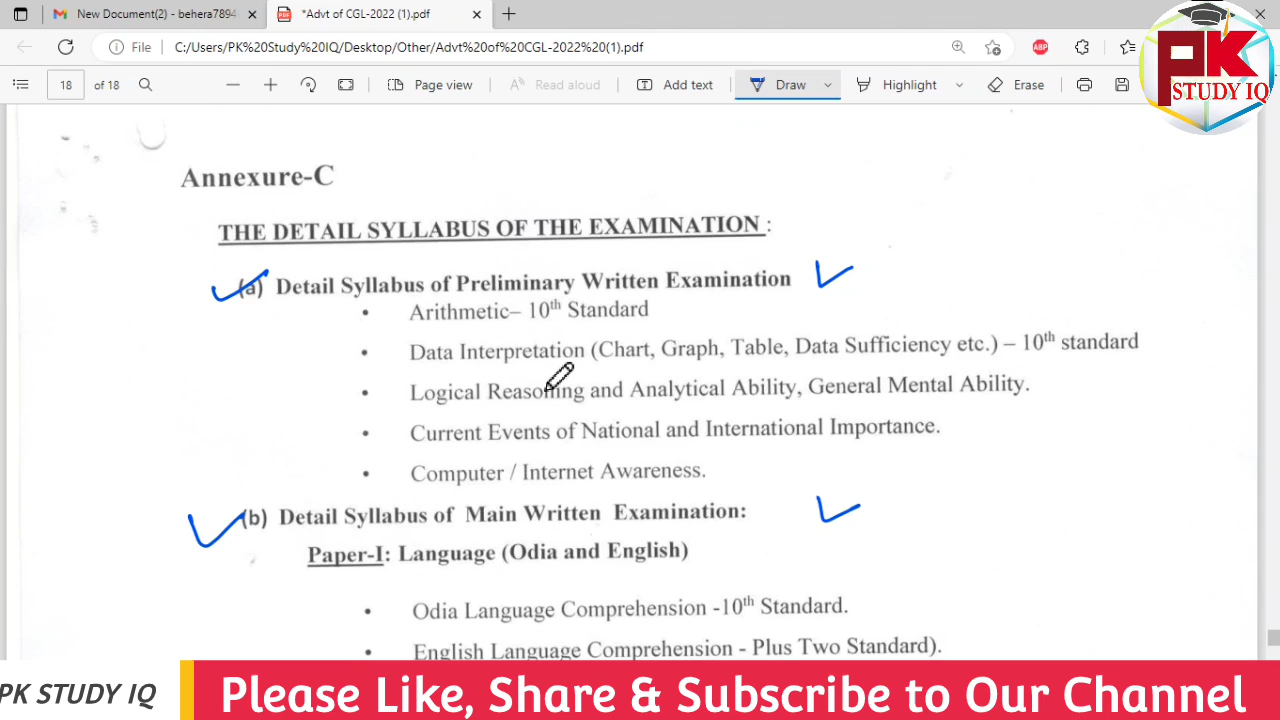 New Document(2) - behera7894
*Advt of CGL-2022 (1).pdf
File
C:/Users/PK%20Study%20IQ/Desktop/Other/Advt%20of%20CGL-2022%20(1).pdf
ABP
18 of 18
Page view
Read aloud
Add text
Draw
Highlight
Erase
PK
STUDY IQ
Annexure-C
THE DETAIL SYLLABUS OF THE EXAMINATION :
(a) Detail Syllabus of Preliminary Written Examination
• Arithmetic– 10th Standard
• Data Interpretation (Chart, Graph, Table, Data Sufficiency etc.) – 10th standard
• Logical Reasoning and Analytical Ability, General Mental Ability.
• Current Events of National and International Importance.
• Computer / Internet Awareness.
(b) Detail Syllabus of Main Written Examination:
Paper-I: Language (Odia and English)
• Odia Language Comprehension -10th Standard.
• English Language Comprehension - Plus Two Standard).
PK STUDY IQ
Please Like, Share & Subscribe to Our Channel